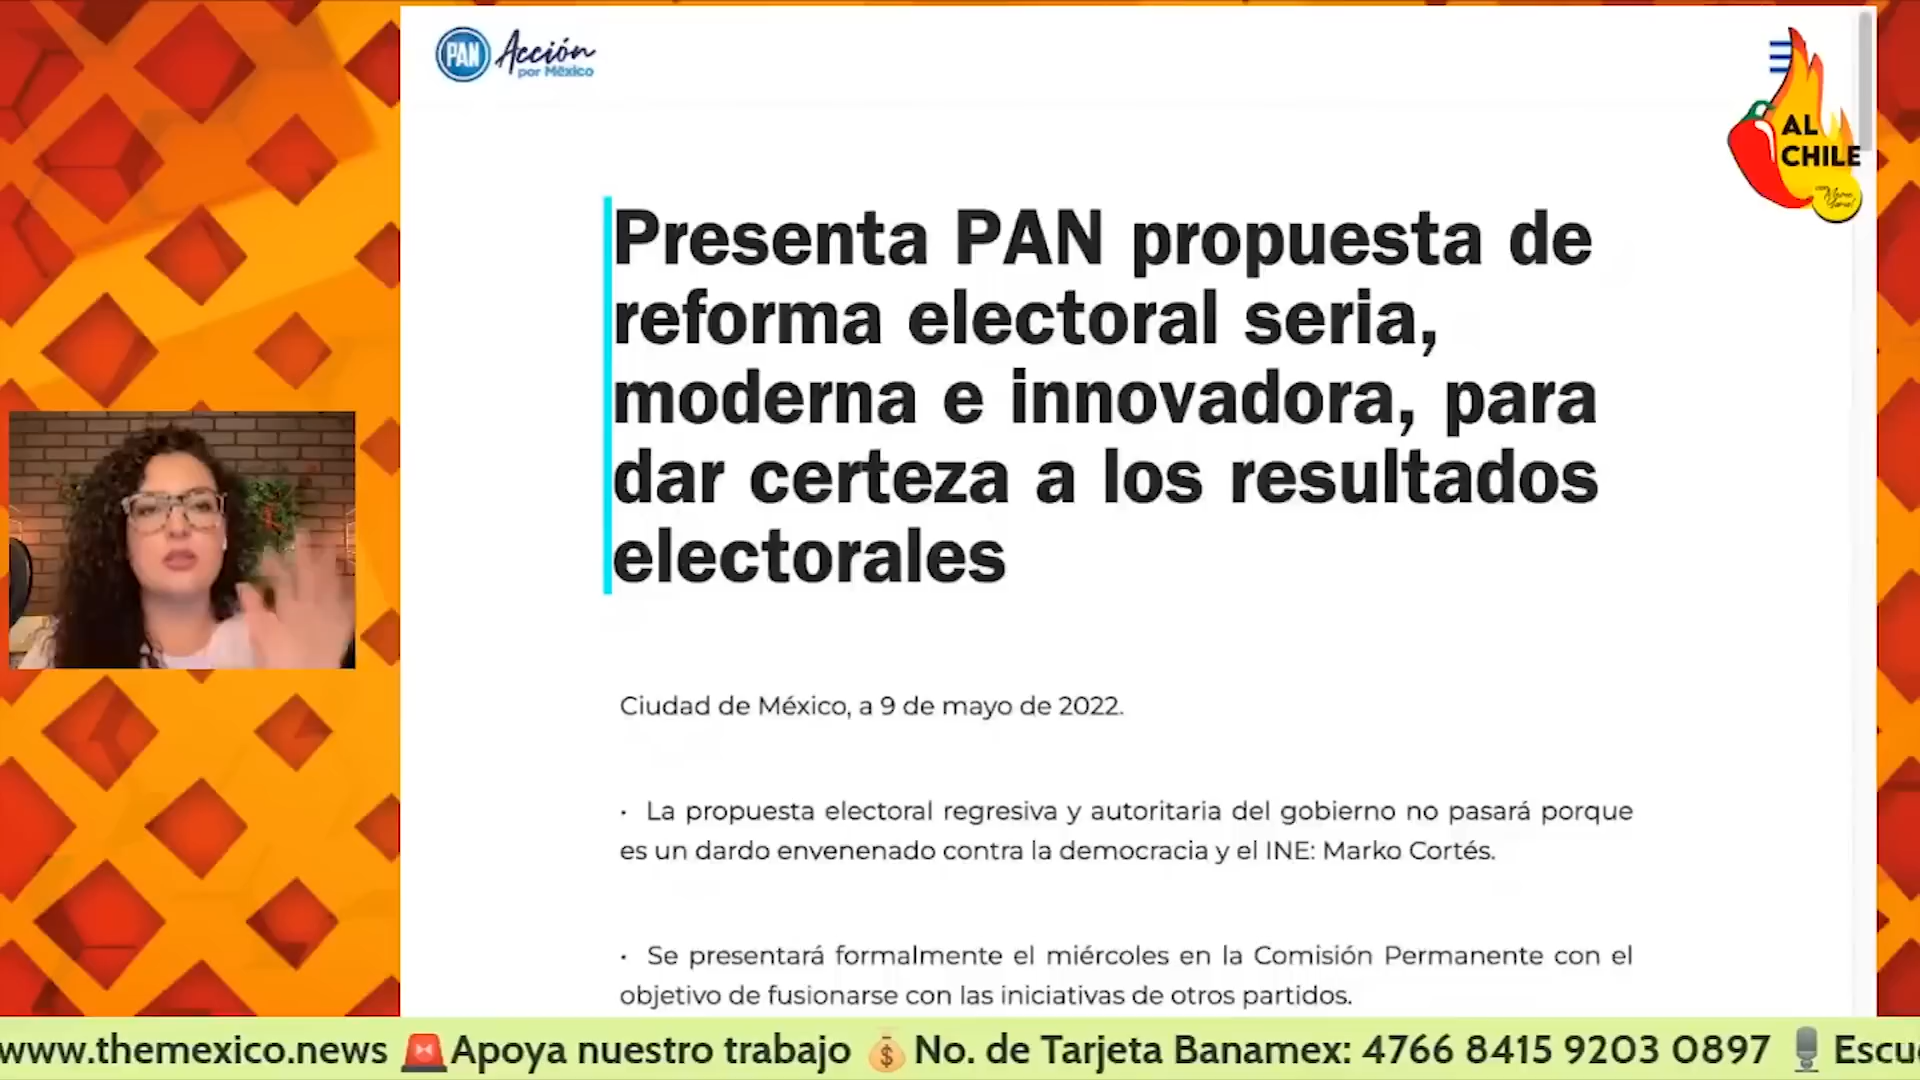 PAN Acción
por México
AL
CHILE
Presenta PAN propuesta de
reforma electoral seria,
moderna e innovadora, para
dar certeza a los resultados
electorales
Ciudad de México, a 9 de mayo de 2022.
· La propuesta electoral regresiva y autoritaria del gobierno no pasará porque
es un dardo envenenado contra la democracia y el INE: Marko Cortés.
· Se presentará formalmente el miércoles en la Comisión Permanente con el
objetivo de fusionarse con las iniciativas de otros partidos.
www.themexico.news 🚨Apoya nuestro trabajo 💰No. de Tarjeta Banamex: 4766 8415 9203 0897 🎙️ Escu